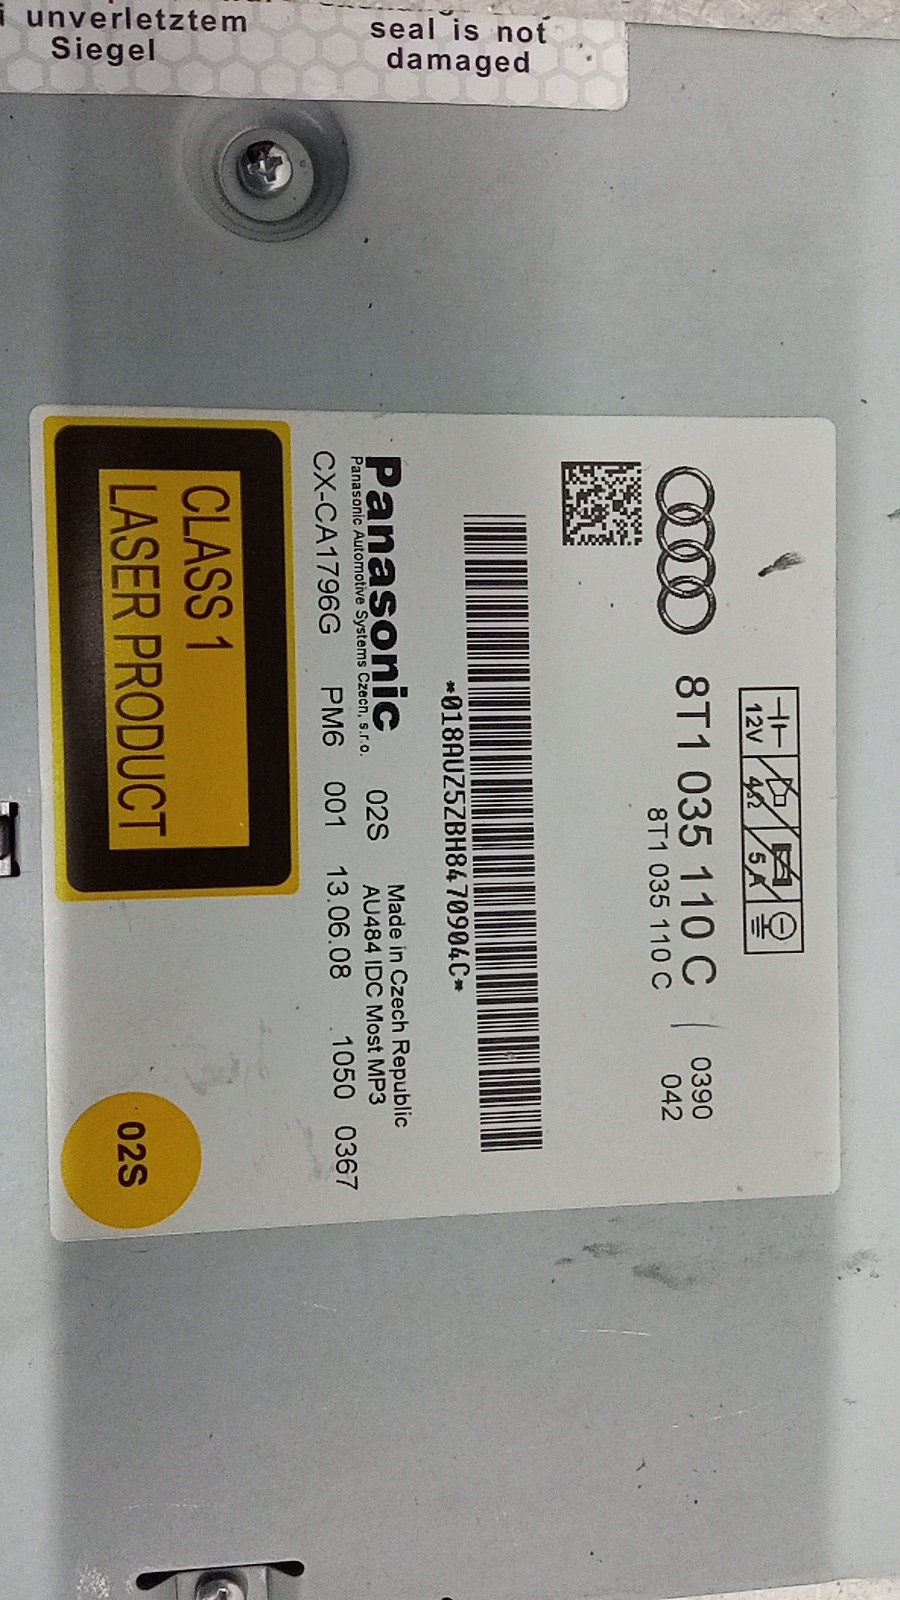 unverletztem
Siegel
seal is not
damaged
12V
4Ω
5A
8T1 035 110 C / 0390
8T1 035 110 C 042
*018AUZ5ZBH8470904C*
Panasonic 02S Made in Czech Republic
Panasonic Automotive Systems Czech, s.r.o. AU484 IDC Most MP3
CX-CA1796G PM6 001 13.06.08 1050 0367
CLASS 1
LASER PRODUCT
02S